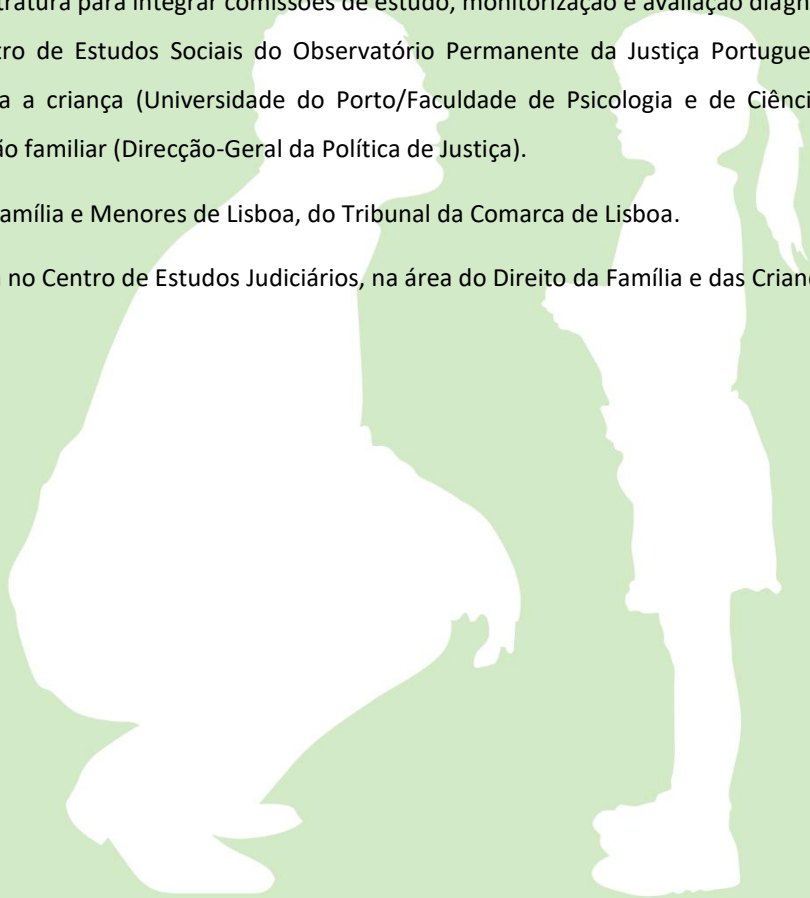 tratura para integrar comissões de estudo, monitorização e avaliação diagn
tro de Estudos Sociais do Observatório Permanente da Justiça Portugue
a a criança (Universidade do Porto/Faculdade de Psicologia e de Ciênci
ão familiar (Direcção-Geral da Política de Justiça).
amília e Menores de Lisboa, do Tribunal da Comarca de Lisboa.
no Centro de Estudos Judiciários, na área do Direito da Família e das Crian